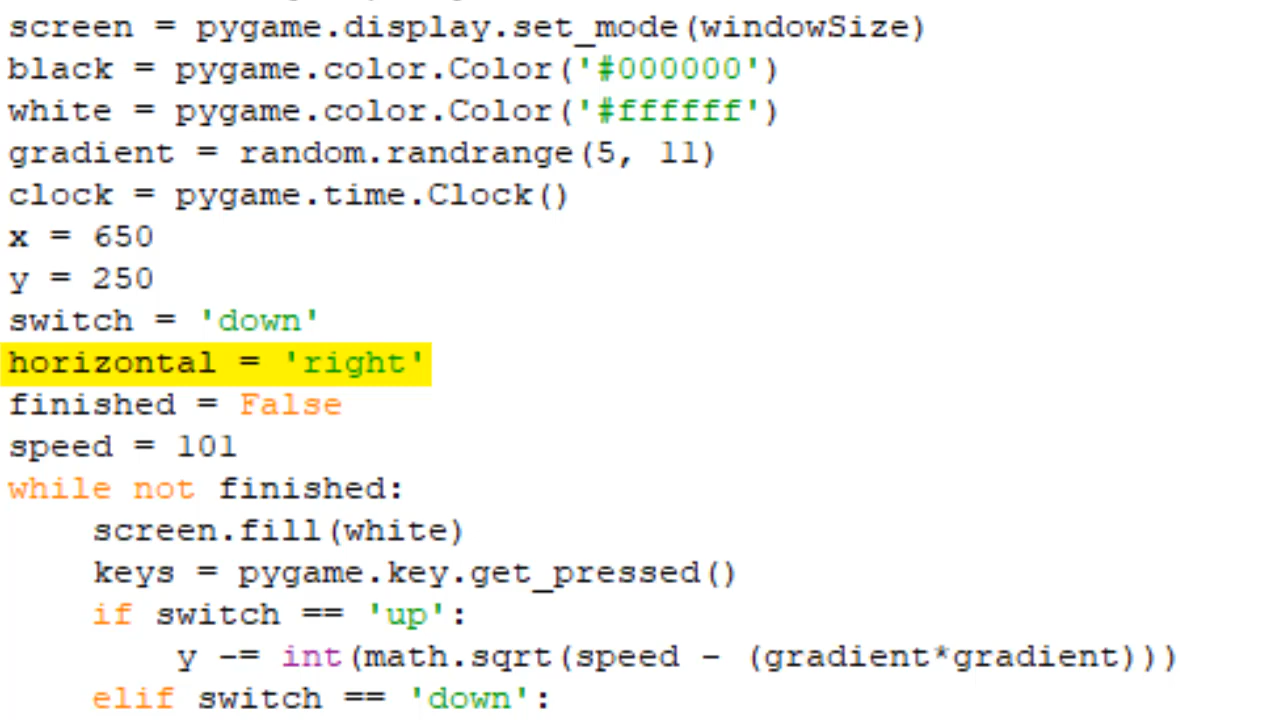 screen = pygame.display.set_mode(windowSize)
black = pygame.color.Color('#000000')
white = pygame.color.Color('#ffffff')
gradient = random.randrange(5, 11)
clock = pygame.time.Clock()
x = 650
y = 250
switch = 'down'
horizontal = 'right'
finished = False
speed = 101
while not finished:
    screen.fill(white)
    keys = pygame.key.get_pressed()
    if switch == 'up':
        y -= int(math.sqrt(speed - (gradient*gradient)))
    elif switch == 'down':